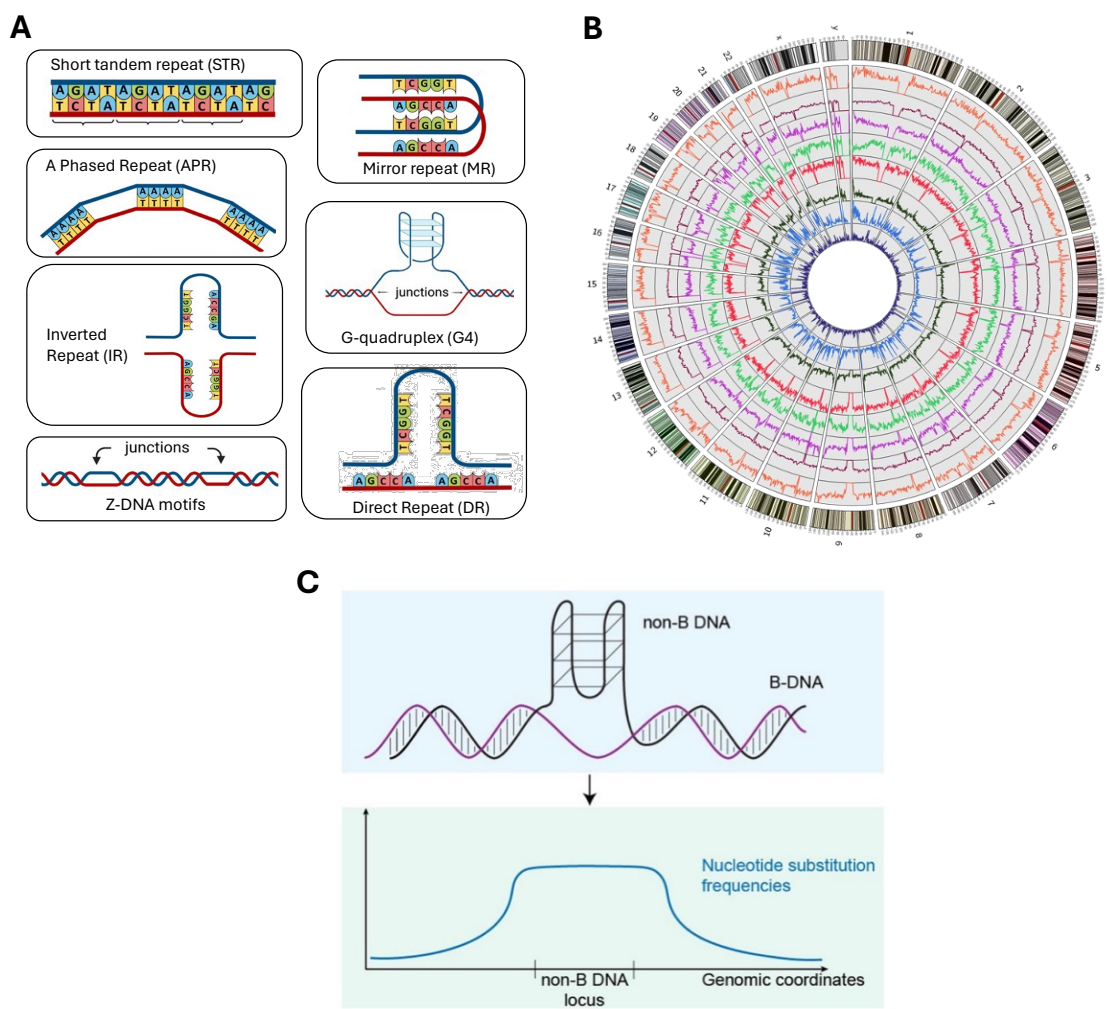 A
Short tandem repeat (STR)
AGATAGATAGATAG
TCTATCTATCTATC
A Phased Repeat (APR)
AAAA
TTTT
AAAA
TTTT
AAAA
TTTT
Inverted
Repeat (IR)
AGCCA
TCGGT
junctions
Z-DNA motifs
TCGGT
AGCCA
TCGGT
AGCCA
Mirror repeat (MR)
junctions
G-quadruplex (G4)
TCGGT
TCGGT
AGCCA AGCCA
Direct Repeat (DR)
B
1
2
3
5
6
7
8
9
10
11
12
13
14
15
16
17
18
19
20
21
22
x
y
C
non-B DNA
B-DNA
Nucleotide substitution
frequencies
non-B DNA
locus
Genomic coordinates